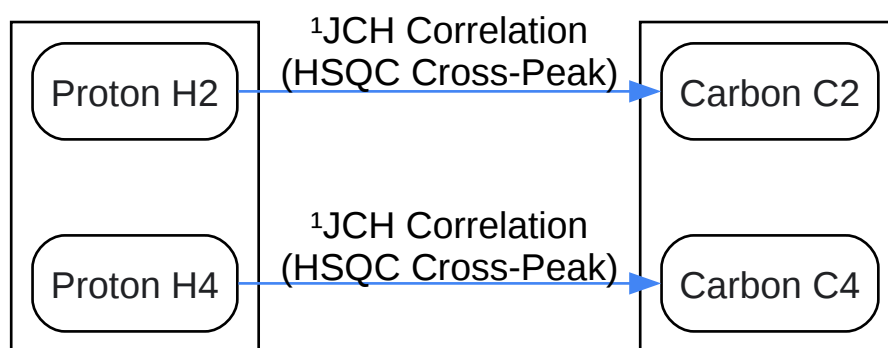 ¹JCH Correlation
(HSQC Cross-Peak)
Proton H2
Carbon C2
¹JCH Correlation
(HSQC Cross-Peak)
Proton H4
Carbon C4